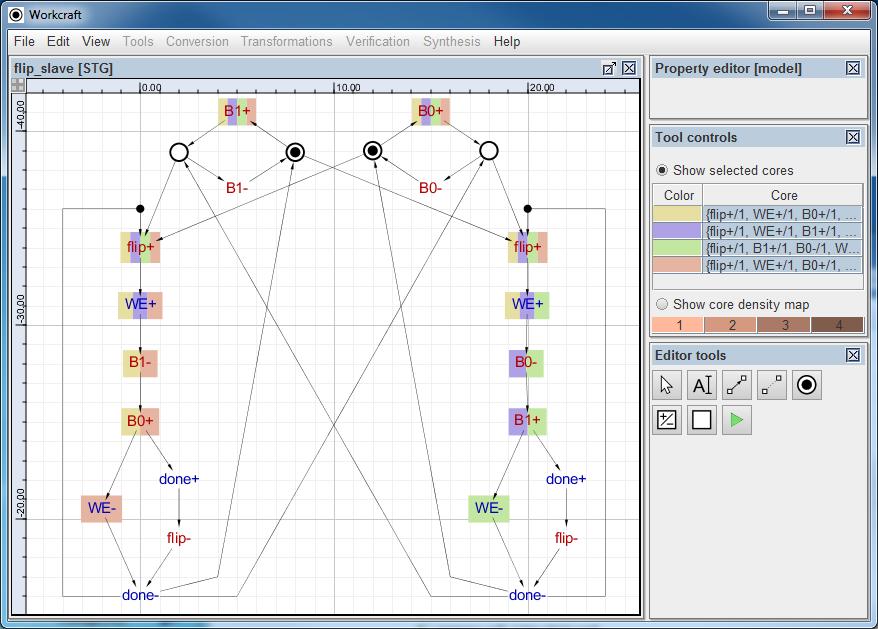 Workcraft
File Edit View Tools Conversion Transformations Verification Synthesis Help
flip_slave [STG]
0.00 10.00 20.00
-40.00
-30.00
-20.00
B1+ B0+
B1- B0-
flip+ flip+
WE+ WE+
B1- B0-
B0+ B1+
done+ done+
WE- WE-
flip- flip-
done- done-
Property editor [model]
Tool controls
Show selected cores
Color Core
{flip+/1, WE+/1, B0+/1, ...
{flip+/1, WE+/1, B1+/1, ...
{flip+/1, B1+/1, B0-/1, W...
{flip+/1, WE+/1, B0+/1, ...
Show core density map
1 2 3 4
Editor tools
A